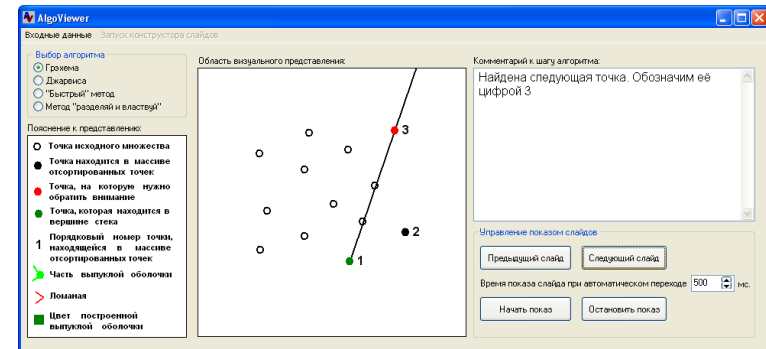 AlgoViewer
Входные данные Запуск конструктора слайдов
Выбор алгоритма
Грэхема
Джарвиса
"Быстрый" метод
Метод "разделяй и властвуй"
Пояснение к представлению:
Точка исходного множества
Точка находится в массиве
отсортированных точек
Точка, на которую нужно
обратить внимание
Точка, которая находится в
вершине стека
1 Порядковый номер точки,
находящейся в массиве
отсортированных точек
Часть выпуклой оболочки
Ломаная
Цвет построенной
выпуклой оболочки
Область визуального представления:
3
2
1
Комментарий к шагу алгоритма:
Найдена следующая точка. Обозначим её
цифрой 3
Управление показом слайдов
Предыдущий слайд Следующий слайд
Время показа слайда при автоматическом переходе 500 мс.
Начать показ Остановить показ